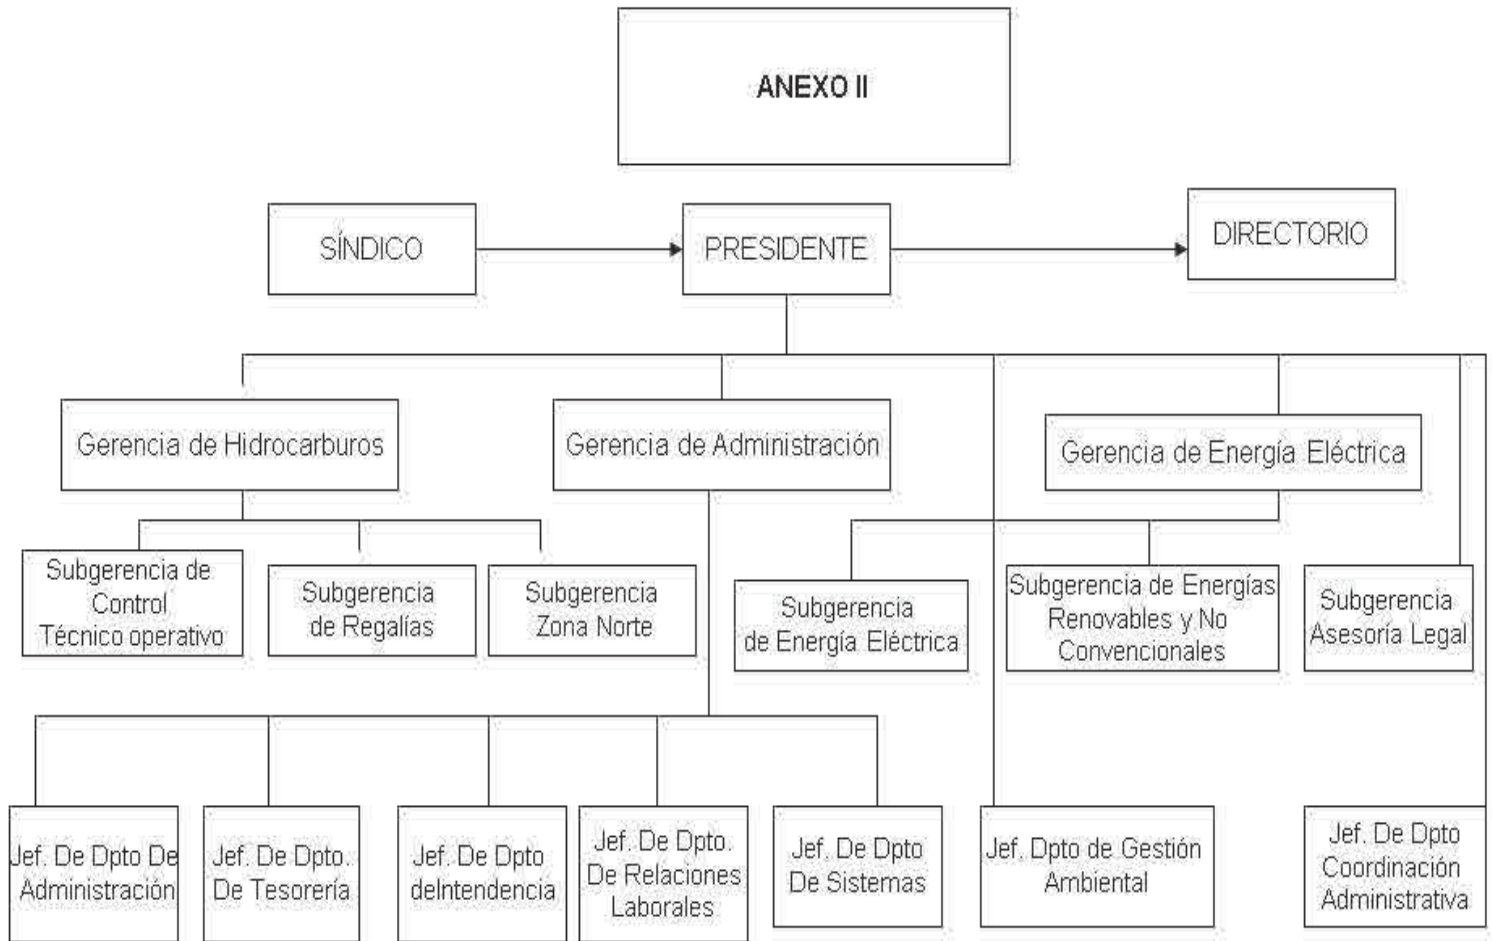 ANEXO II
SÍNDICO
PRESIDENTE
DIRECTORIO
Gerencia de Hidrocarburos
Gerencia de Administración
Gerencia de Energía Eléctrica
Subgerencia de
Control
Técnico operativo
Subgerencia
de Regalías
Subgerencia
Zona Norte
Subgerencia
de Energía Eléctrica
Subgerencia de Energías
Renovables y No
Convencionales
Subgerencia
Asesoría Legal
Jef. De Dpto De
Administración
Jef. De Dpto.
De Tesorería
Jef. De Dpto
deIntendencia
Jef. De Dpto.
De Relaciones
Laborales
Jef. De Dpto
De Sistemas
Jef. Dpto de Gestión
Ambiental
Jef. De Dpto
Coordinación
Administrativa